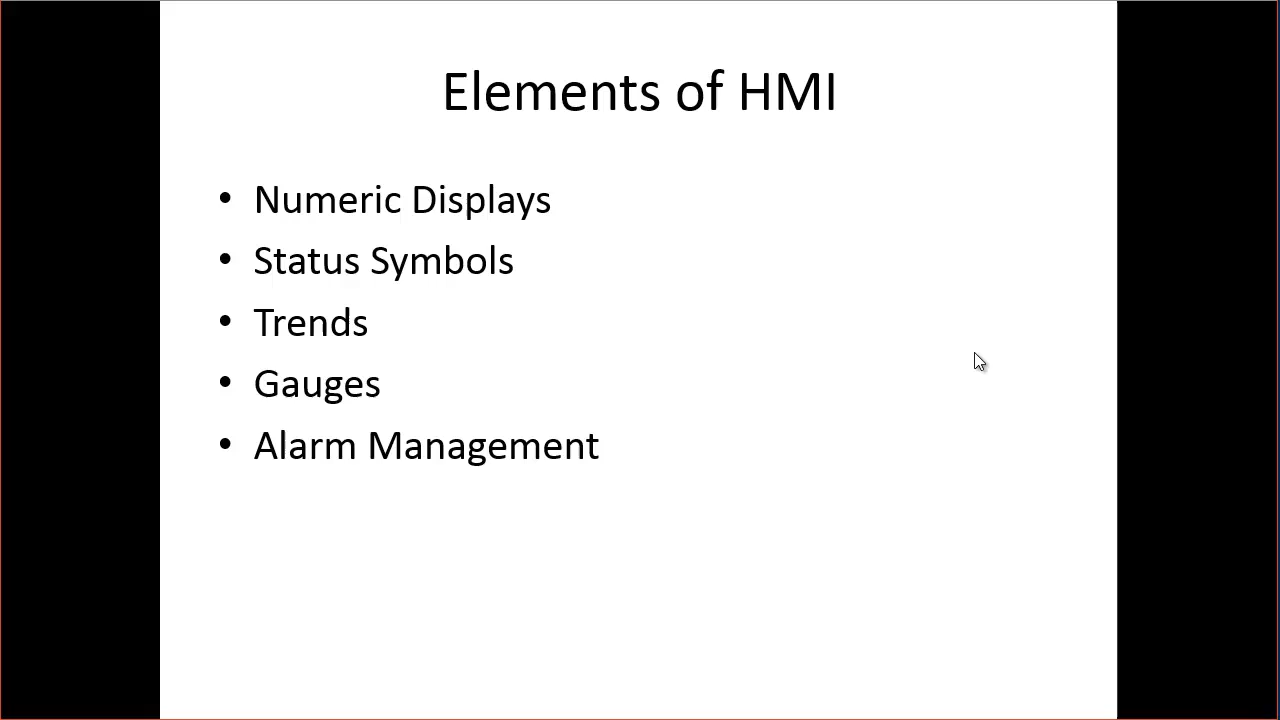 Elements of HMI
• Numeric Displays
• Status Symbols
• Trends
• Gauges
• Alarm Management